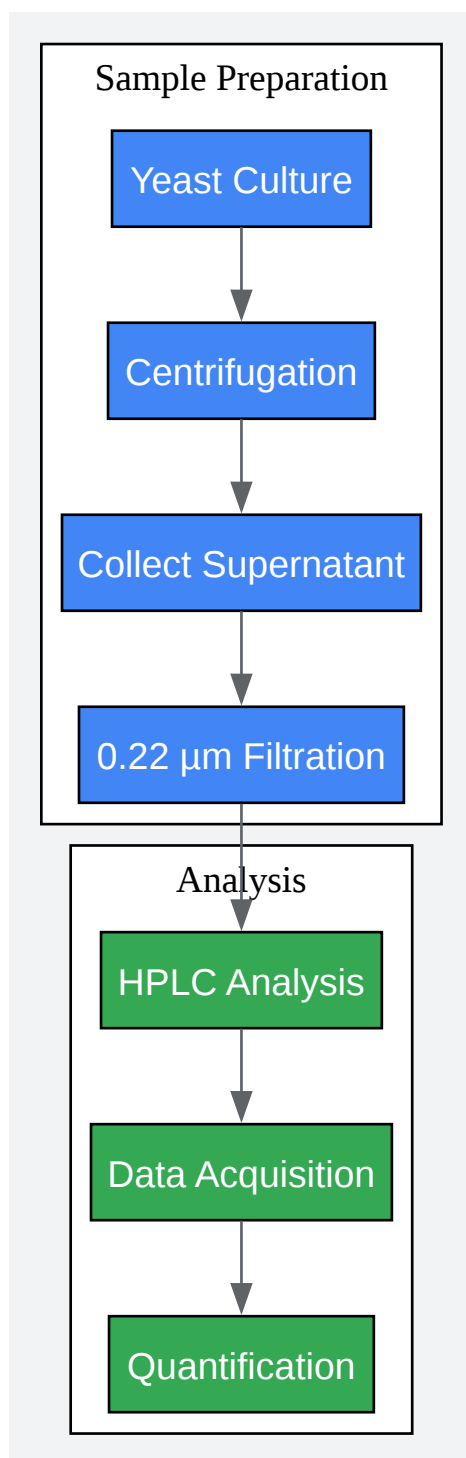 Sample Preparation
Yeast Culture
Centrifugation
Collect Supernatant
0.22 µm Filtration
Analysis
HPLC Analysis
Data Acquisition
Quantification